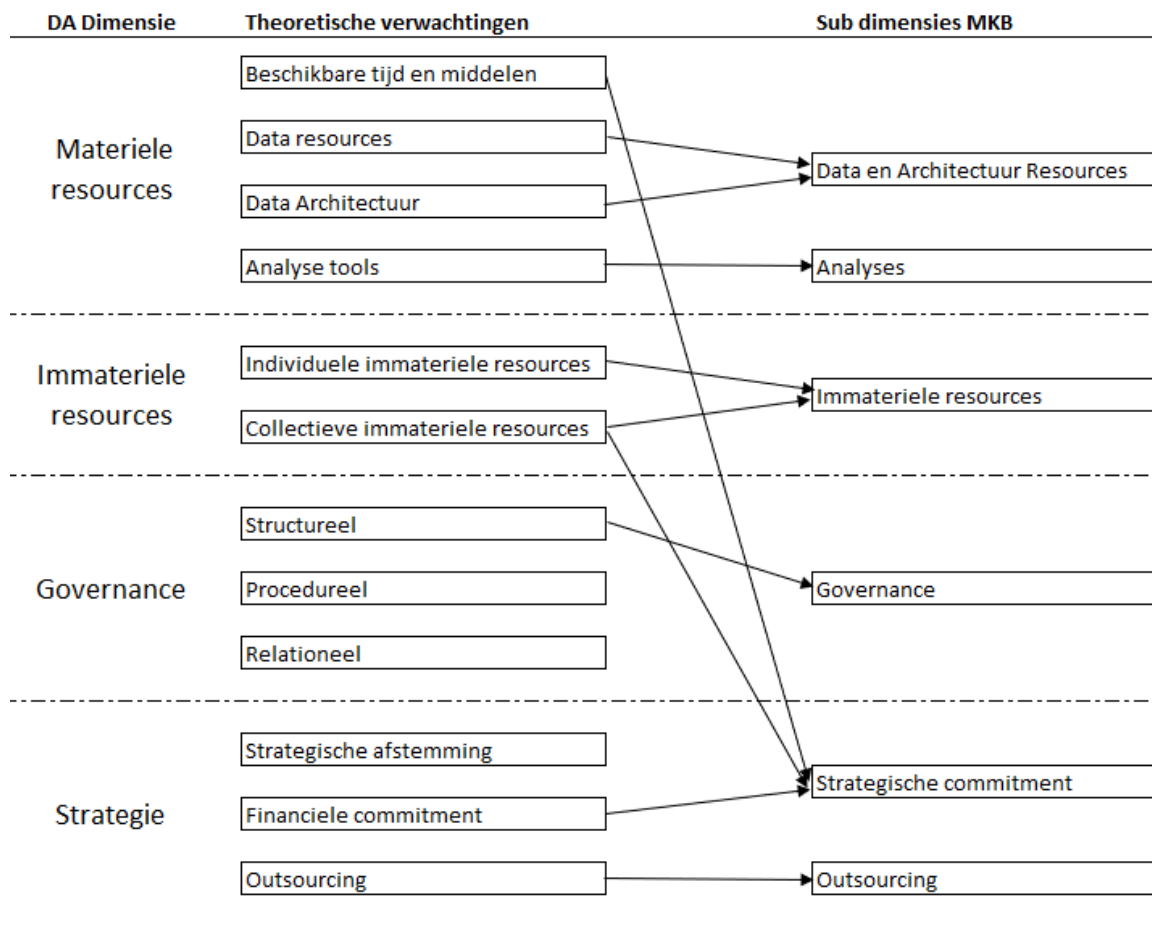 DA Dimensie Theoretische verwachtingen Sub dimensies MKB
Beschikbare tijd en middelen
Materiele
resources
Data resources
Data Architectuur
Analyse tools
Data en Architectuur Resources
Analyses
Immateriele
resources
Individuele immateriele resources
Collectieve immateriele resources
Immateriele resources
Governance
Structureel
Procedureel
Relationeel
Governance
Strategie
Strategische afstemming
Financiele commitment
Outsourcing
Strategische commitment
Outsourcing